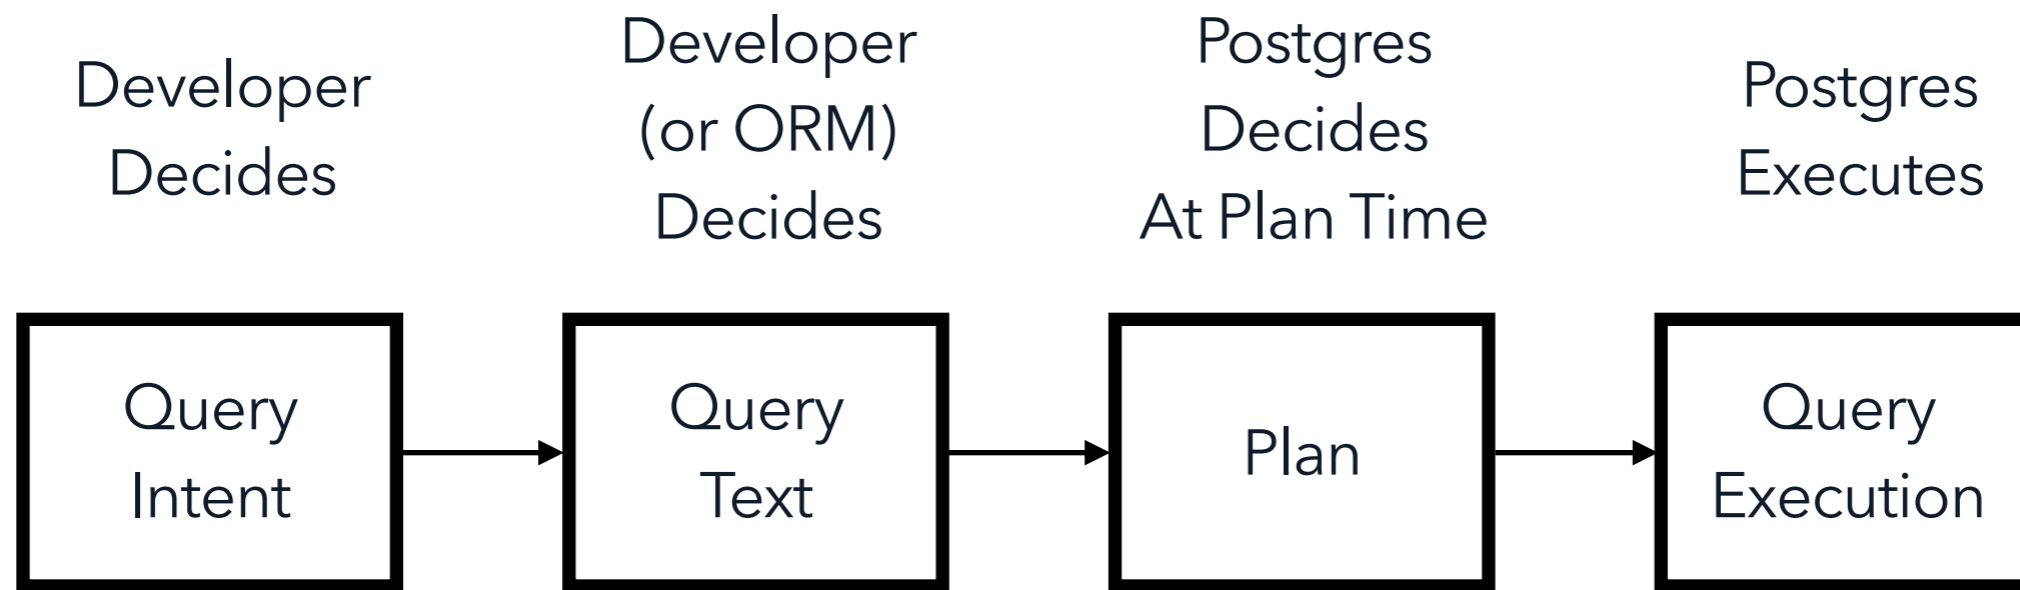 Developer
Decides
Developer
(or ORM)
Decides
Postgres
Decides
At Plan Time
Postgres
Executes
Query
Intent
Query
Text
Plan
Query
Execution